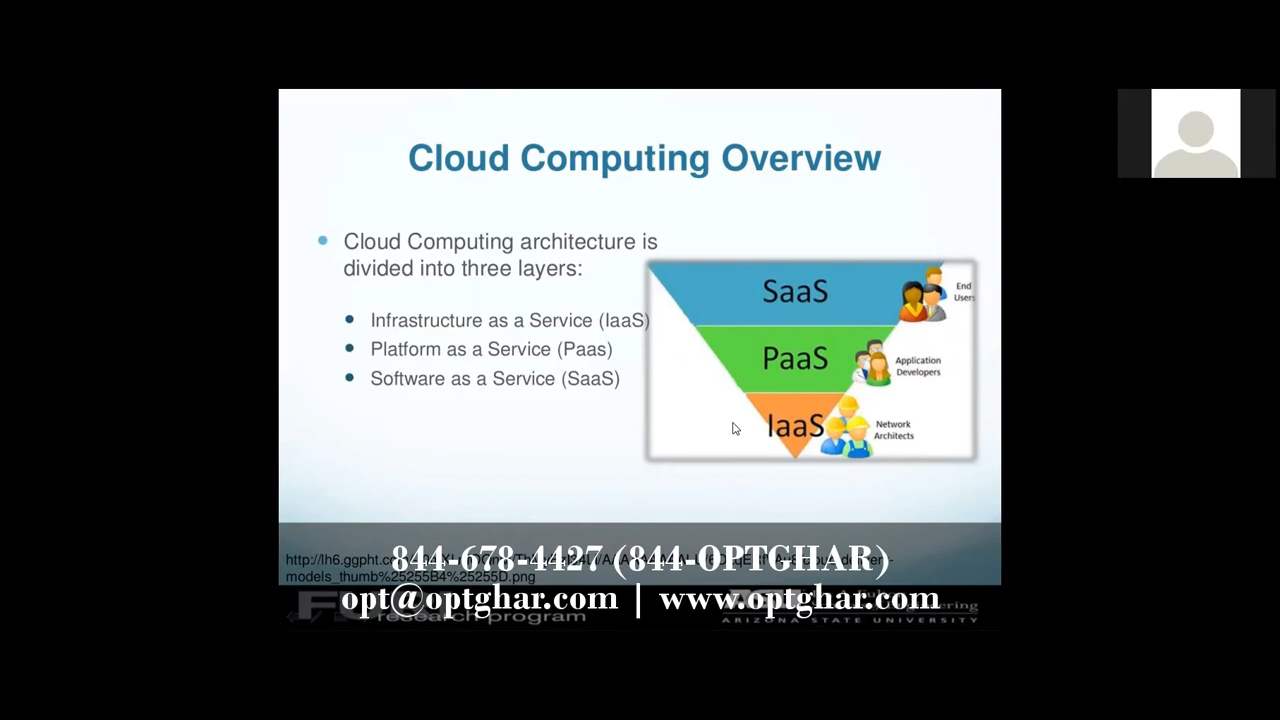 Cloud Computing Overview
Cloud Computing architecture is
divided into three layers:
Infrastructure as a Service (IaaS)
Platform as a Service (Paas)
Software as a Service (SaaS)
SaaS
End
Users
PaaS
Application
Developers
IaaS
Network
Architects
844-678-4427 (844-OPTGHAR)
models_thumb%25255B4%25255D.png
opt@optghar.com | www.optghar.com
research program
ARIZONA STATE UNIVERSITY